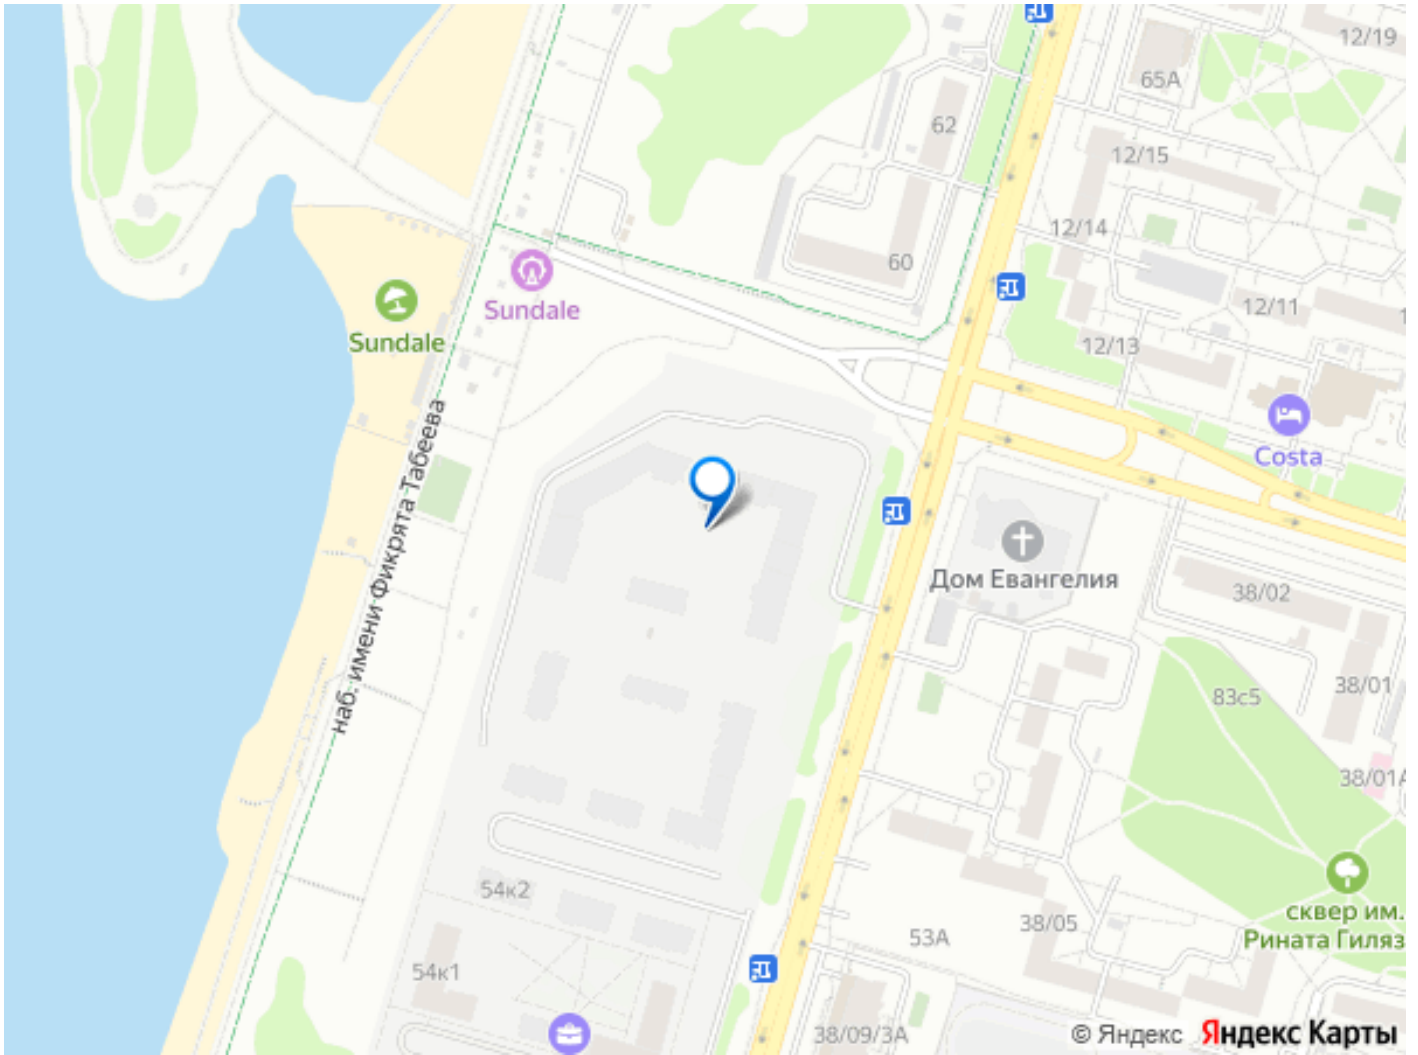 12/19
65А
62
12/15
12/14
60
12/11
Sundale
Sundale
12/13
Costa
наб. имени Фикрята Табеева
Дом Евангелия
38/02
38/01
83с5
38/01А
54к2
сквер им.
Рината Гиляз
38/05
53А
54к1
38/09/3А
© Яндекс Яндекс Карты